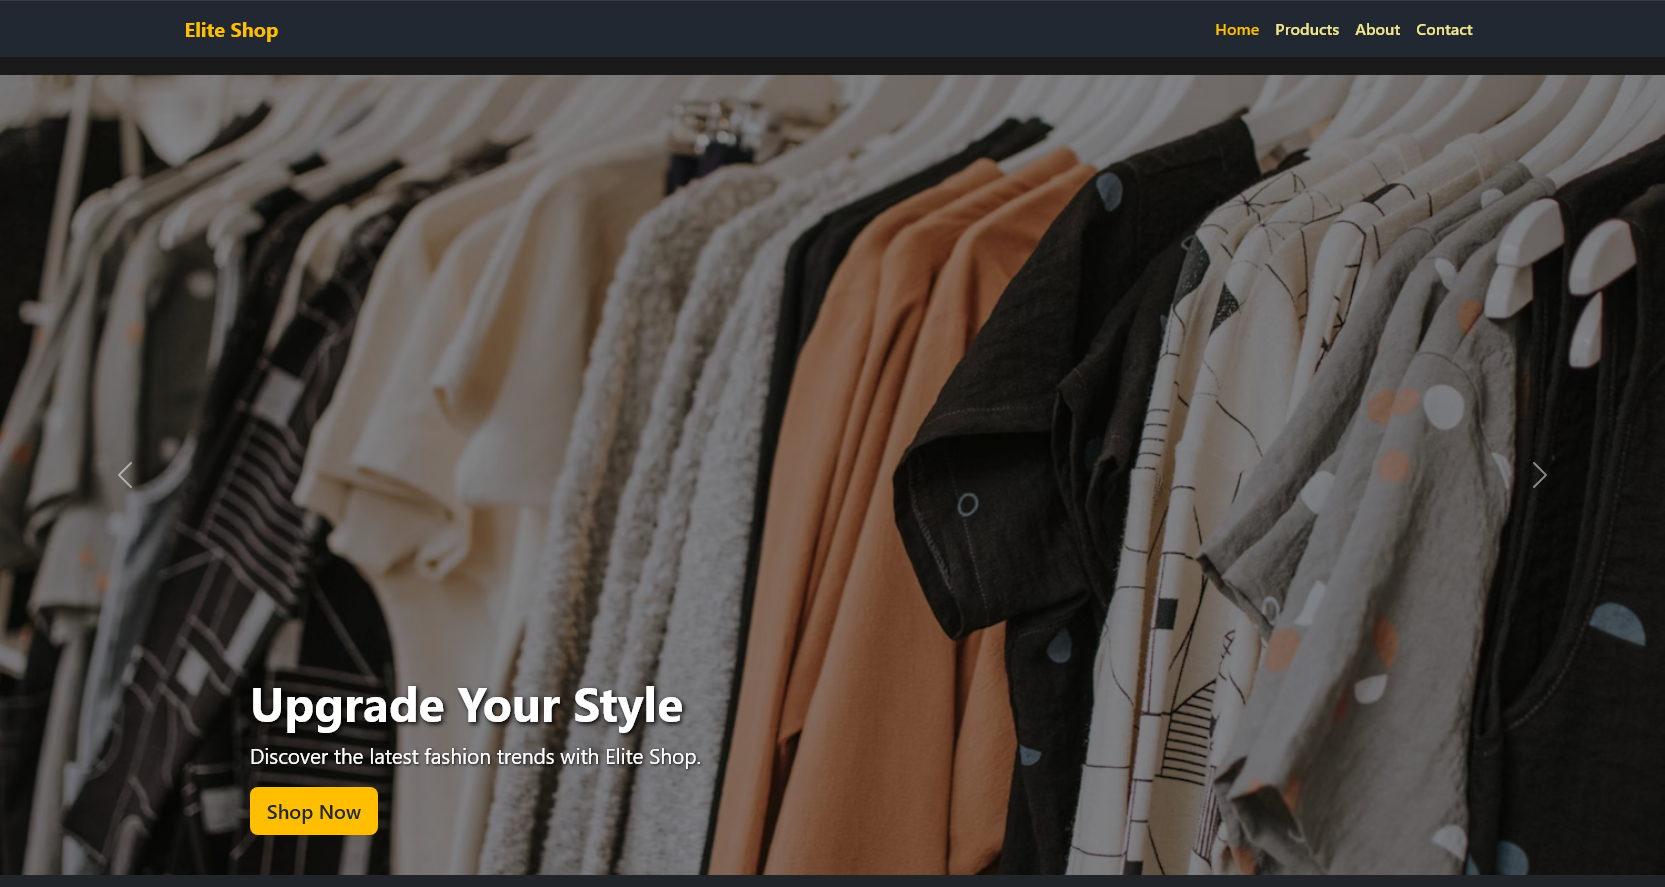 Elite Shop
Home Products About Contact
Upgrade Your Style
Discover the latest fashion trends with Elite Shop.
Shop Now